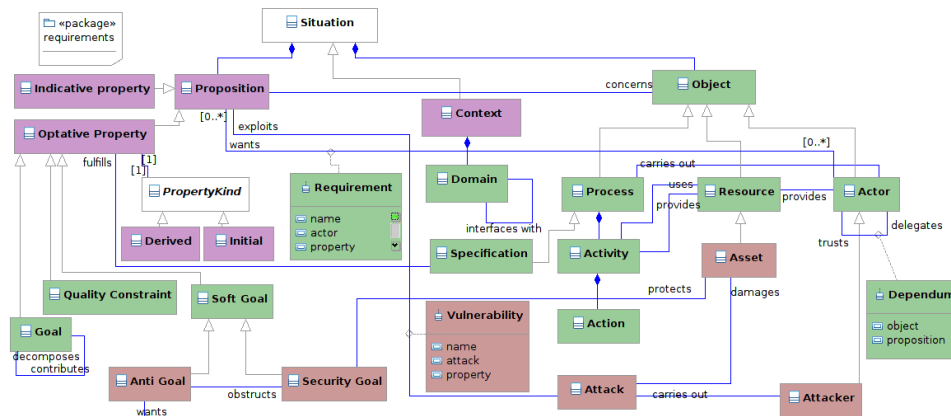 «package»
requirements
Situation
Indicative property
Proposition
concerns
Object
[0..*]
exploits
wants
Optative Property
fulfills
[1]
[1]
Context
[0..*]
carries out
PropertyKind
Requirement
name
actor
property
Domain
interfaces with
Process
uses
provides
Resource
provides
Actor
delegates
trusts
Derived
Initial
Specification
Activity
Asset
protects
damages
Quality Constraint
Soft Goal
Goal
decomposes
contributes
Vulnerability
name
attack
property
Action
Dependum
object
proposition
Anti Goal
obstructs
Security Goal
wants
Attack
carries out
Attacker